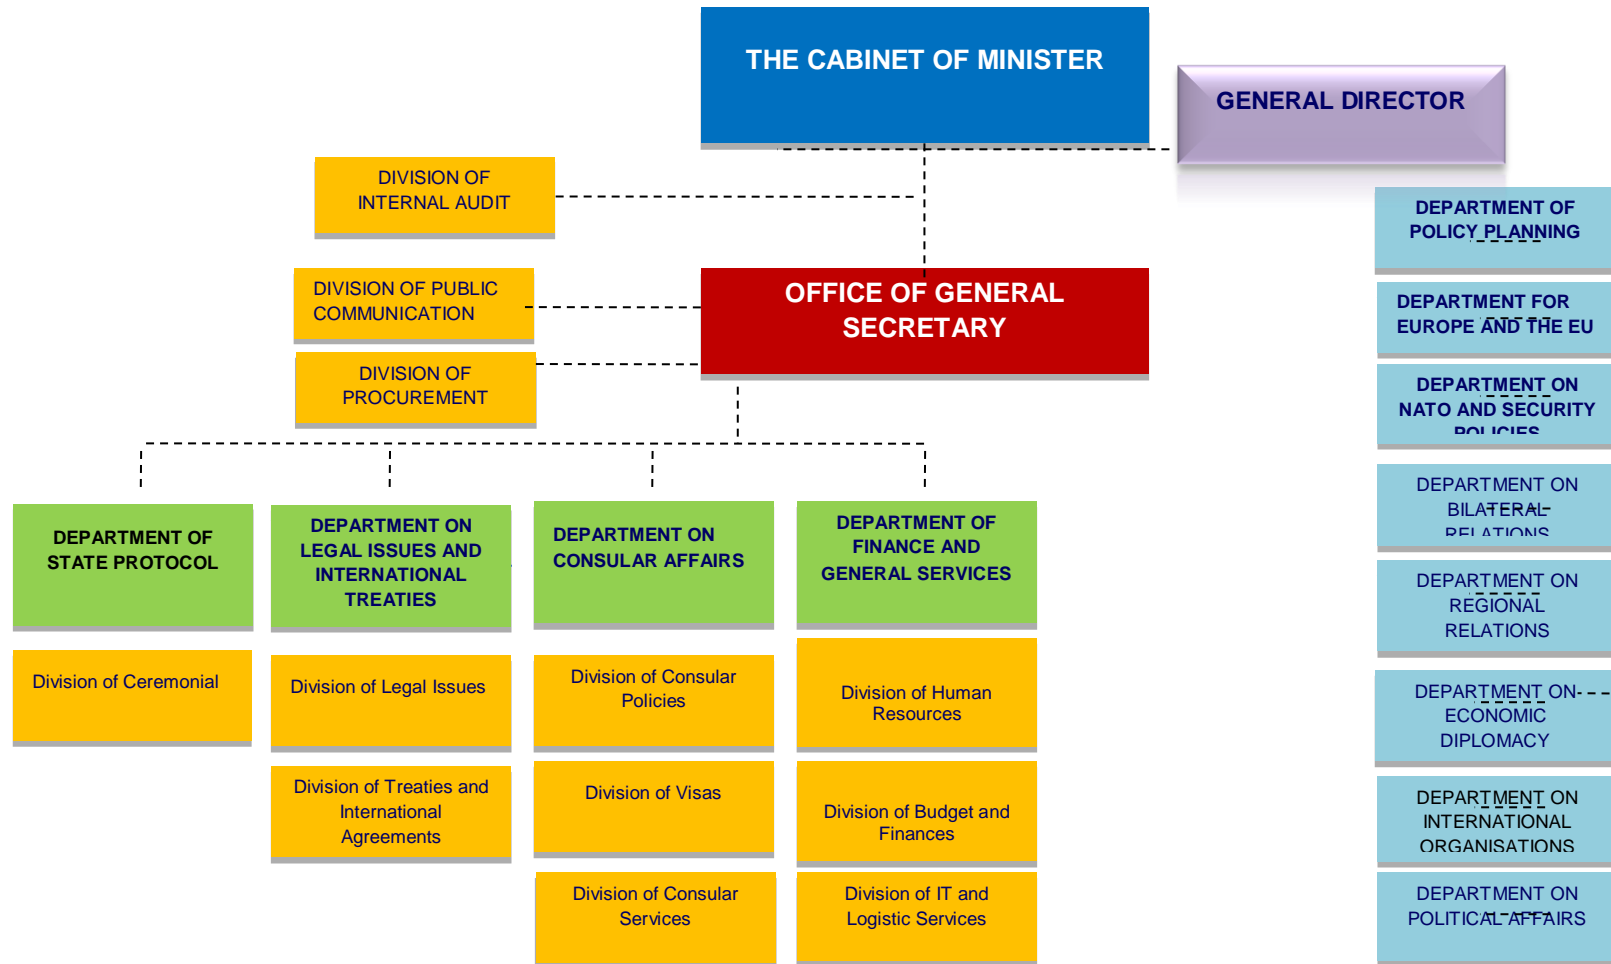 THE CABINET OF MINISTER
GENERAL DIRECTOR
DIVISION OF
INTERNAL AUDIT
DIVISION OF PUBLIC
COMMUNICATION
DIVISION OF
PROCUREMENT
OFFICE OF GENERAL
SECRETARY
DEPARTMENT OF
STATE PROTOCOL
DEPARTMENT ON
LEGAL ISSUES AND
INTERNATIONAL
TREATIES
DEPARTMENT ON
CONSULAR AFFAIRS
DEPARTMENT OF
FINANCE AND
GENERAL SERVICES
Division of Ceremonial
Division of Legal Issues
Division of Treaties and
International
Agreements
Division of Consular
Policies
Division of Visas
Division of Consular
Services
Division of Human
Resources
Division of Budget and
Finances
Division of IT and
Logistic Services
DEPARTMENT OF
POLICY PLANNING
DEPARTMENT FOR
EUROPE AND THE EU
DEPARTMENT ON
NATO AND SECURITY
POLICIES
DEPARTMENT ON
BILATERAL
RELATIONS
DEPARTMENT ON
REGIONAL
RELATIONS
DEPARTMENT ON
ECONOMIC
DIPLOMACY
DEPARTMENT ON
INTERNATIONAL
ORGANISATIONS
DEPARTMENT ON
POLITICAL AFFAIRS